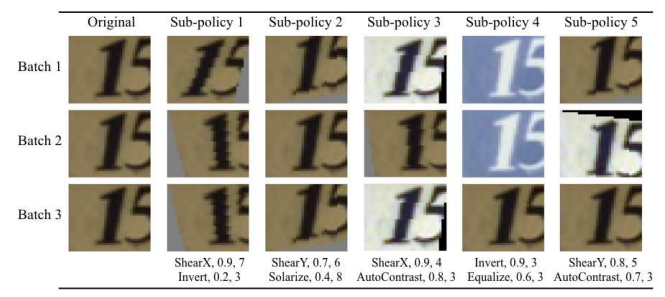 Original Sub-policy 1 Sub-policy 2 Sub-policy 3 Sub-policy 4 Sub-policy 5
Batch 1 15 15 15 15 15 15
Batch 2 15 15 15 15 15 15
Batch 3 15 15 15 15 15 15
ShearX, 0.9, 7 ShearY, 0.7, 6 ShearX, 0.9, 4 Invert, 0.9, 3 ShearY, 0.8, 5
Invert, 0.2, 3 Solarize, 0.4, 8 AutoContrast, 0.8, 3 Equalize, 0.6, 3 AutoContrast, 0.7, 3